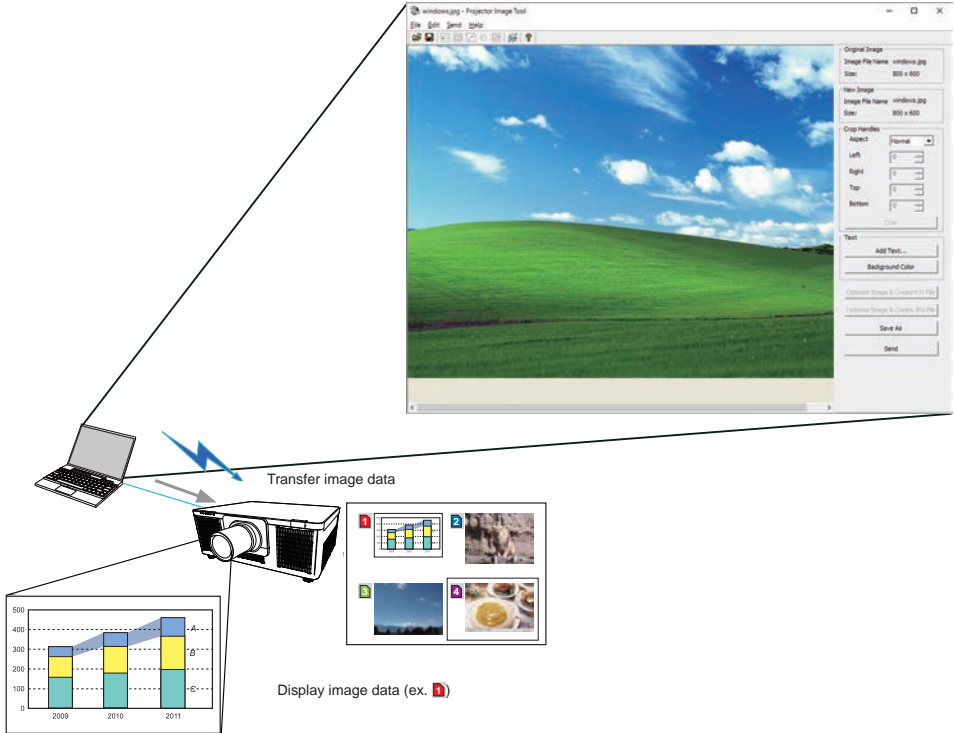 windows.jpg - Projector Image Tool
File Edit Send Help
Original Image
Image File Name windows.jpg
Size: 800 x 600
New Image
Image File Name windows.jpg
Size: 800 x 600
Crop Handles
Aspect Normal
Left 0
Right 0
Top 0
Bottom 0
Crop
Text
Add Text...
Background Color
Optimize Image & Create PJI File
Optimize Image & Create JPG File
Save As
Send
Transfer image data
1
2
3
4
500
400
300
200
100
0
A
B
C
2009 2010 2011
Display image data (ex. 1)